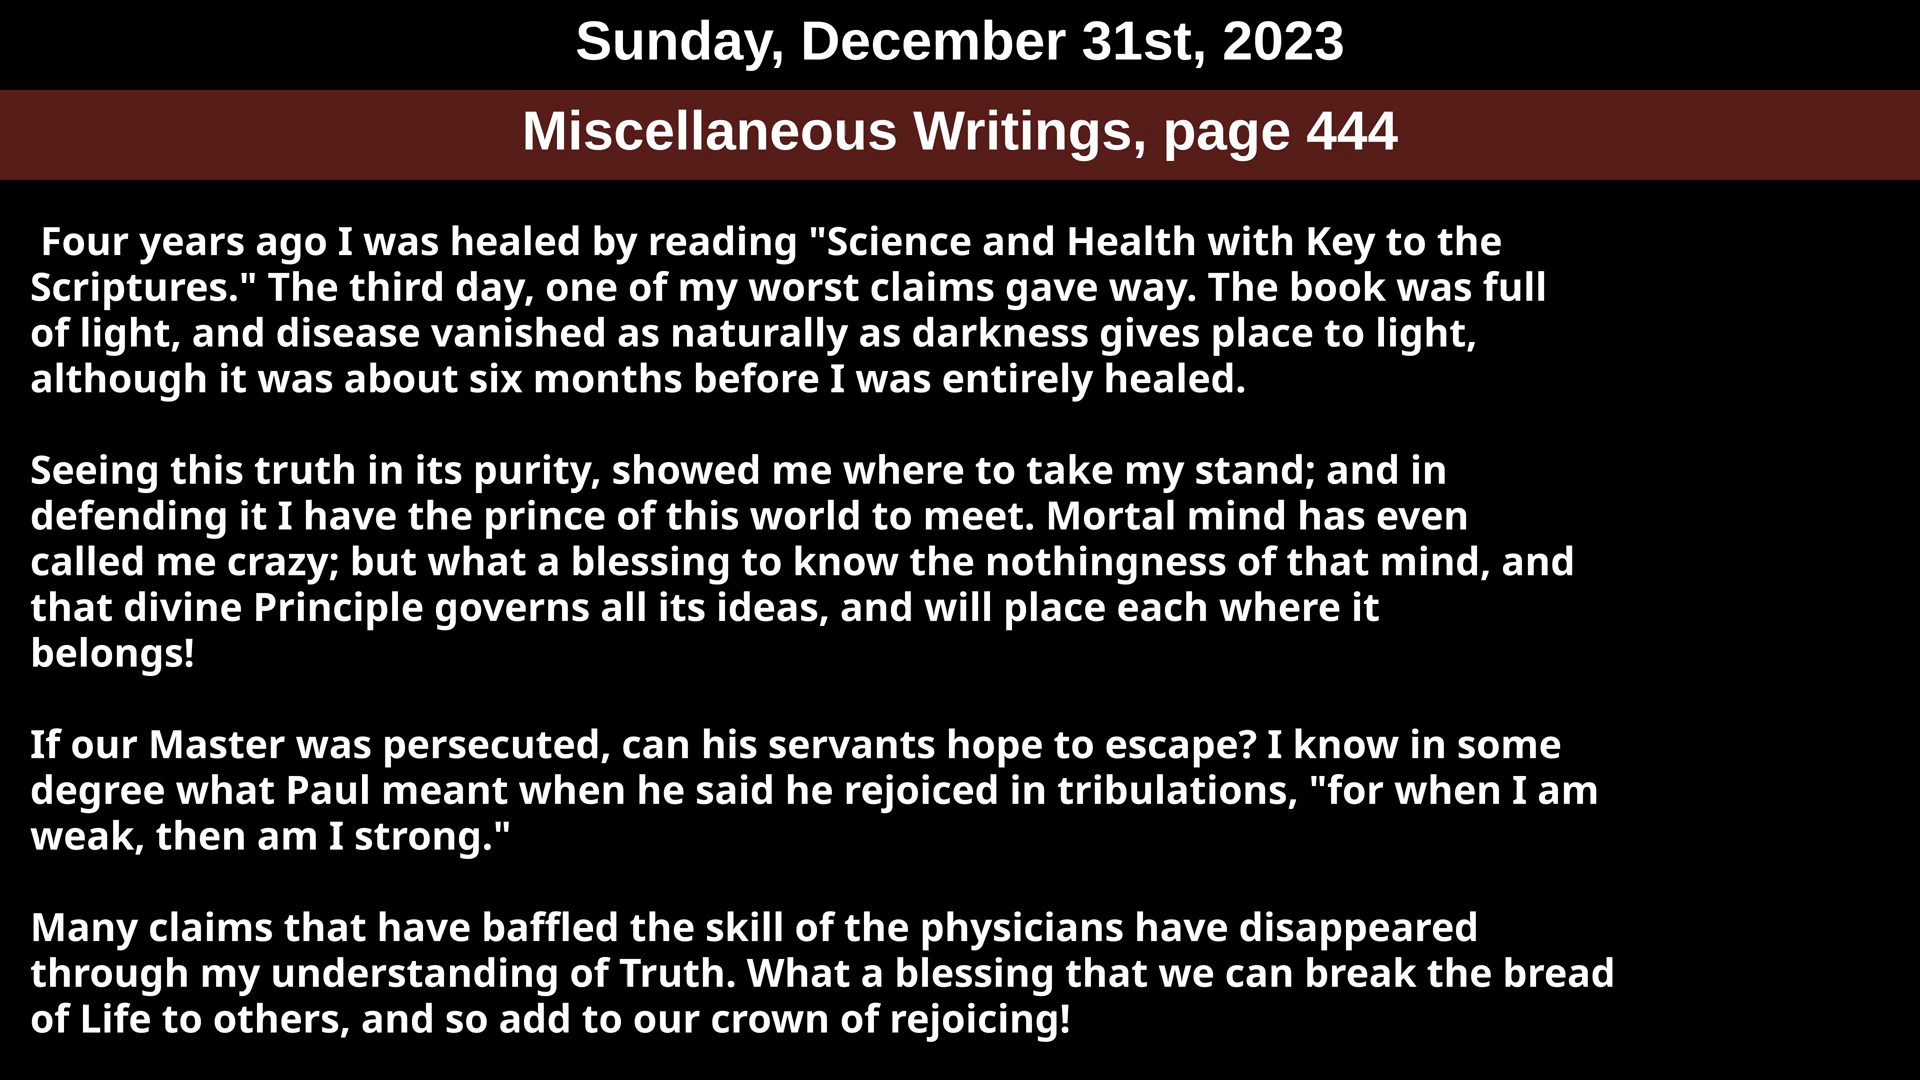 Sunday, December 31st, 2023
Miscellaneous Writings, page 444
Four years ago I was healed by reading "Science and Health with Key to the
Scriptures." The third day, one of my worst claims gave way. The book was full
of light, and disease vanished as naturally as darkness gives place to light,
although it was about six months before I was entirely healed.
Seeing this truth in its purity, showed me where to take my stand; and in
defending it I have the prince of this world to meet. Mortal mind has even
called me crazy; but what a blessing to know the nothingness of that mind, and
that divine Principle governs all its ideas, and will place each where it
belongs!
If our Master was persecuted, can his servants hope to escape? I know in some
degree what Paul meant when he said he rejoiced in tribulations, "for when I am
weak, then am I strong."
Many claims that have baffled the skill of the physicians have disappeared
through my understanding of Truth. What a blessing that we can break the bread
of Life to others, and so add to our crown of rejoicing!